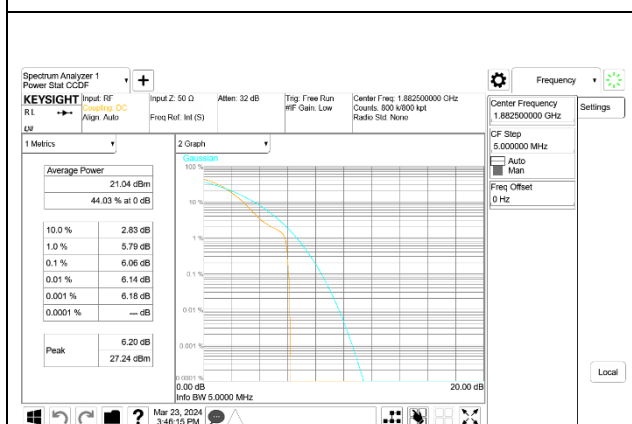 Spectrum Analyzer 1
Power Stat CCDF
KEYSIGHT
R L
Input: RF
Coupling: DC
Align: Auto
Input Z: 50 Ω
Freq Ref: Int (S)
Atten: 32 dB
Trig: Free Run
#IF Gain: Low
Center Freq: 1.882500000 GHz
Counts: 800 k/800 kpt
Radio Std: None
1 Metrics
Average Power
21.04 dBm
44.03 % at 0 dB
10.0 % 2.83 dB
1.0 % 5.79 dB
0.1 % 6.06 dB
0.01 % 6.14 dB
0.001 % 6.18 dB
0.0001 % --- dB
Peak
6.20 dB
27.24 dBm
2 Graph
Gaussian
100 %
10 %
1 %
0.1 %
0.01 %
0.001 %
0.0001 %
0.00 dB 20.00 dB
Info BW 5.0000 MHz
Frequency
Center Frequency
1.882500000 GHz
CF Step
5.000000 MHz
Auto
Man
Freq Offset
0 Hz
Settings
Local
?
Mar 23, 2024
3:46:15 PM